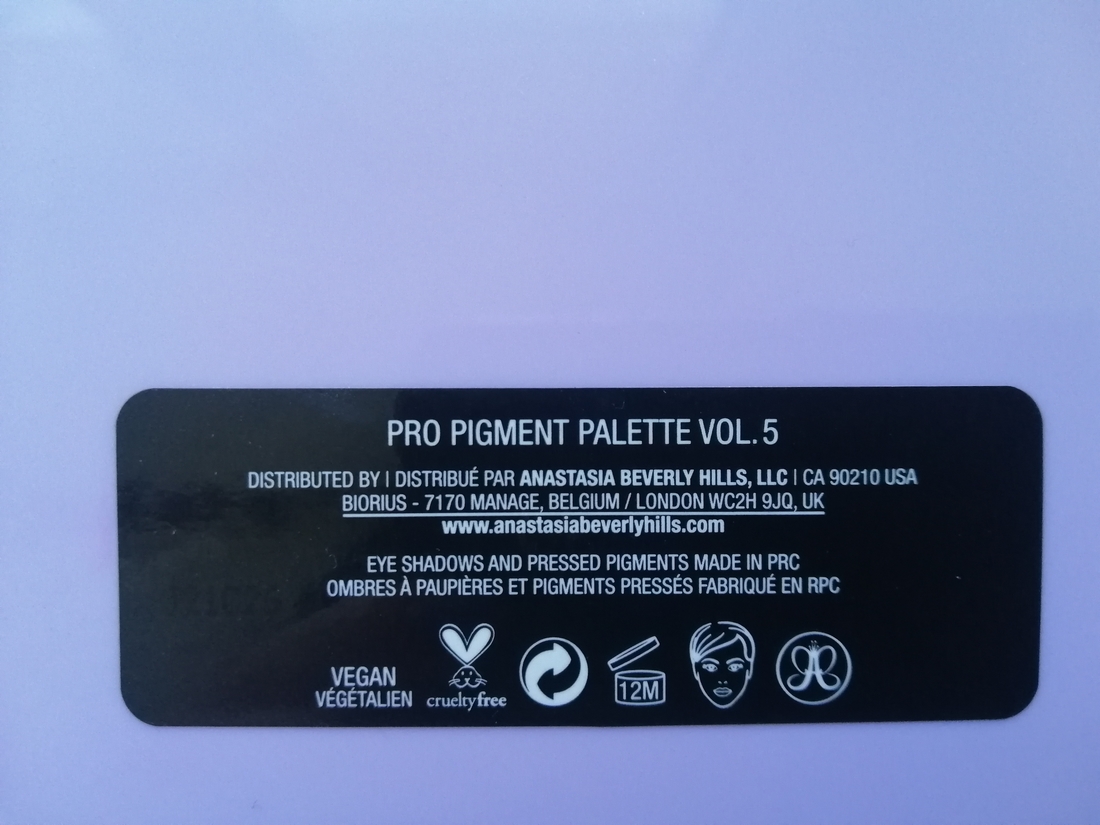 PRO PIGMENT PALETTE VOL. 5
DISTRIBUTED BY | DISTRIBUÉ PAR ANASTASIA BEVERLY HILLS, LLC | CA 90210 USA
BIORIUS - 7170 MANAGE, BELGIUM / LONDON WC2H 9JQ, UK
www.anastasiabeverlyhills.com
EYE SHADOWS AND PRESSED PIGMENTS MADE IN PRC
OMBRES À PAUPIÈRES ET PIGMENTS PRESSÉS FABRIQUÉ EN RPC
VEGAN
VÉGÉTALIEN
crueltyfree
12M